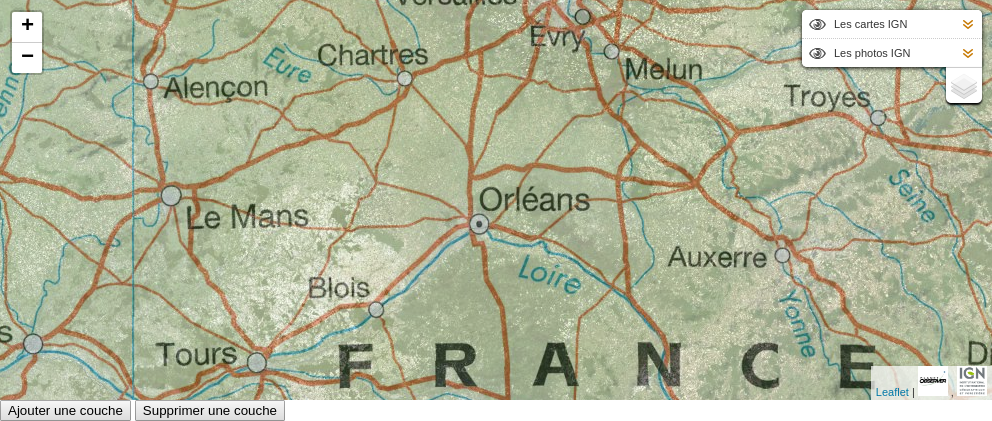 +
−
Les cartes IGN
Les photos IGN
Versailles
Évry
Chartres
Eure
Melun
Alençon
Troyes
Le Mans
Orléans
Seine
Auxerre
Loire
Blois
Yonne
Tours
FRANCE
Leaflet | , IGN
Ajouter une couche
Supprimer une couche